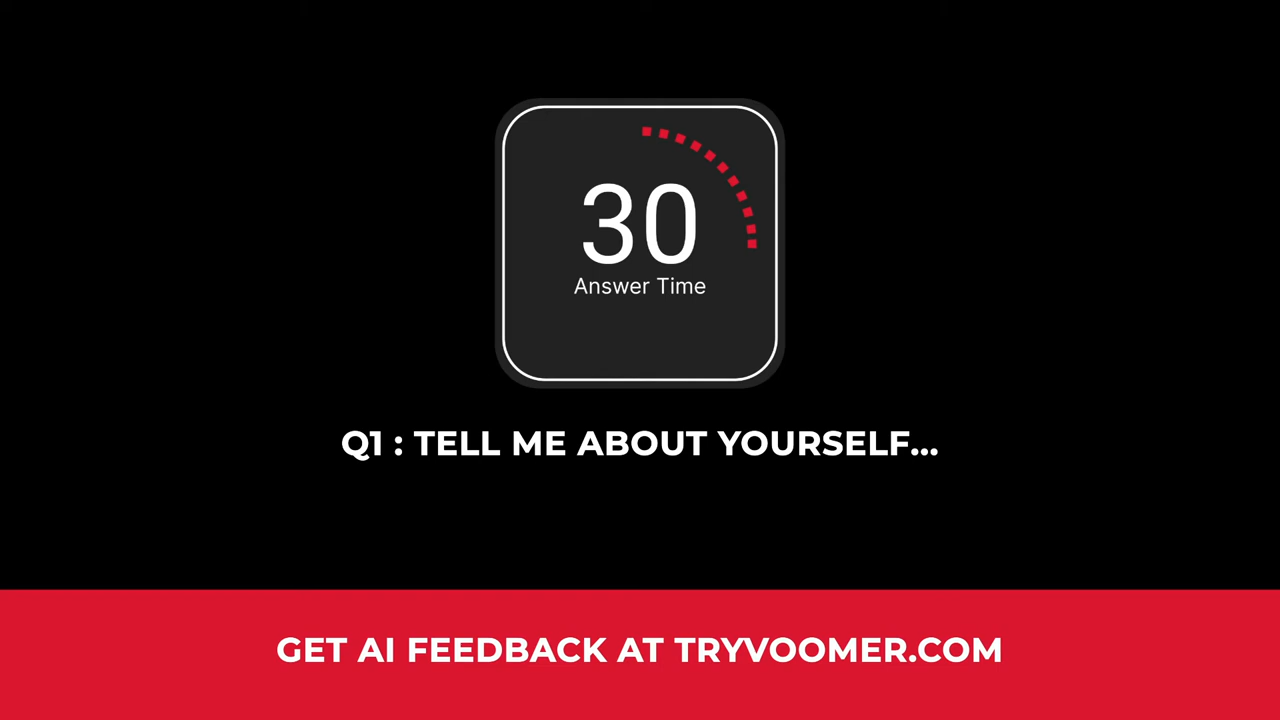 30
Answer Time
Q1 : TELL ME ABOUT YOURSELF...
GET AI FEEDBACK AT TRYVOOMER.COM